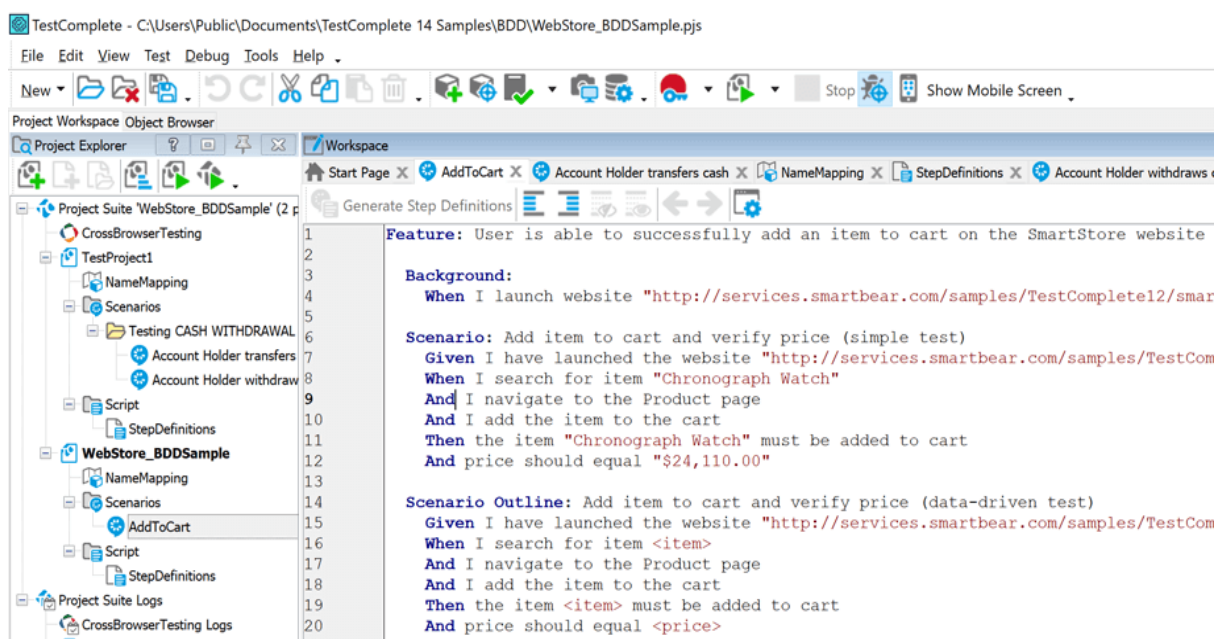 TestComplete - C:\Users\Public\Documents\TestComplete 14 Samples\BDD\WebStore_BDDSample.pjs
File Edit View Test Debug Tools Help
New Stop Show Mobile Screen
Project Workspace Object Browser
Project Explorer
Workspace
Start Page AddToCart Account Holder transfers cash NameMapping StepDefinitions Account Holder withdraws
Generate Step Definitions
Project Suite 'WebStore_BDDSample' (2 p
CrossBrowserTesting
TestProject1
NameMapping
Scenarios
Testing CASH WITHDRAWAL
Account Holder transfers
Account Holder withdraw
Script
StepDefinitions
WebStore_BDDSample
NameMapping
Scenarios
AddToCart
Script
StepDefinitions
Project Suite Logs
CrossBrowserTesting Logs
1 Feature: User is able to successfully add an item to cart on the SmartStore website
2
3 Background:
4 When I launch website "http://services.smartbear.com/samples/TestComplete12/smar
5
6 Scenario: Add item to cart and verify price (simple test)
7 Given I have launched the website "http://services.smartbear.com/samples/TestCom
8 When I search for item "Chronograph Watch"
9 And I navigate to the Product page
10 And I add the item to the cart
11 Then the item "Chronograph Watch" must be added to cart
12 And price should equal "$24,110.00"
13
14 Scenario Outline: Add item to cart and verify price (data-driven test)
15 Given I have launched the website "http://services.smartbear.com/samples/TestCom
16 When I search for item <item>
17 And I navigate to the Product page
18 And I add the item to the cart
19 Then the item <item> must be added to cart
20 And price should equal <price>